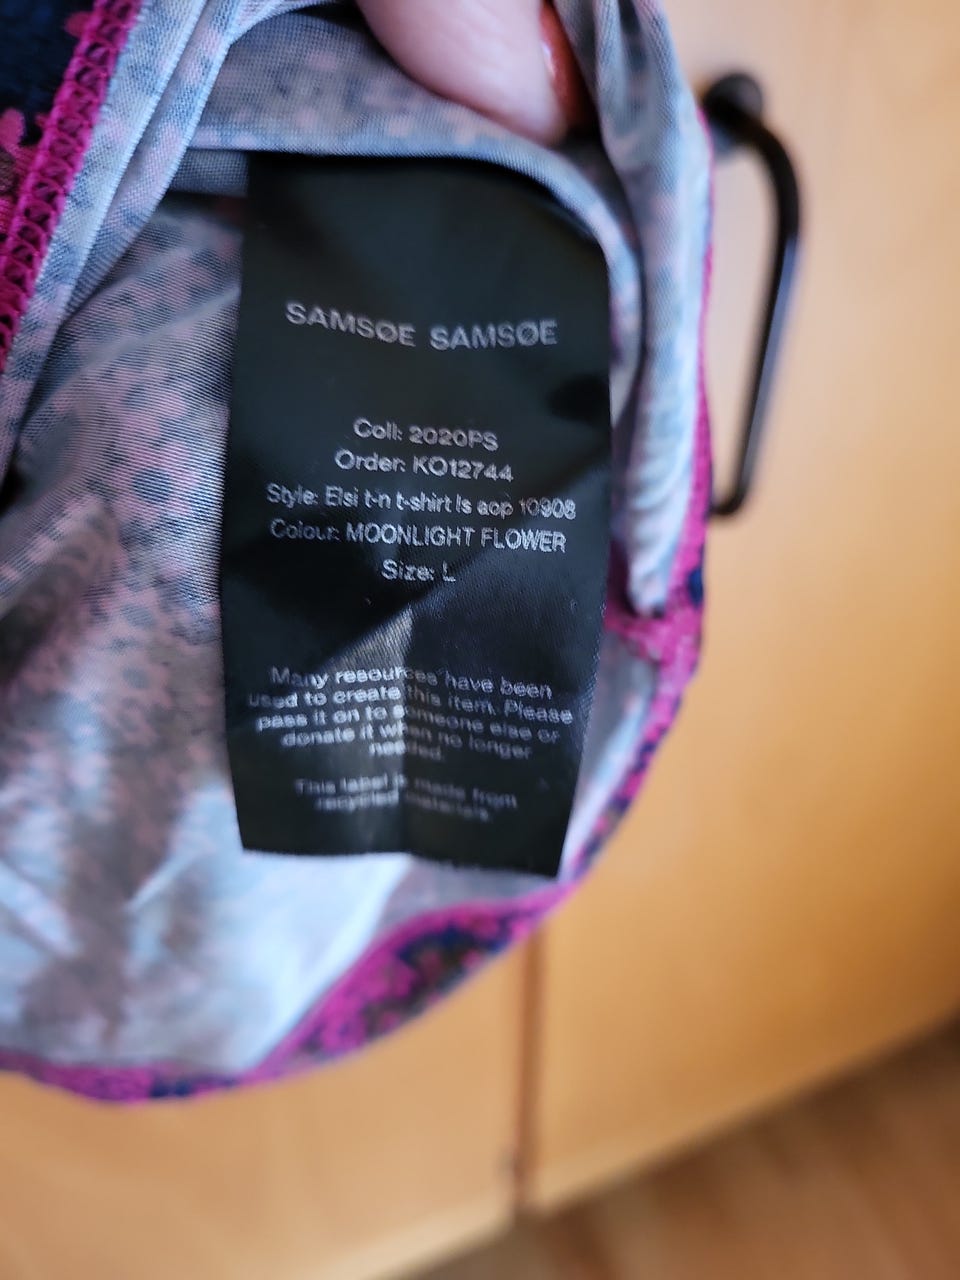 SAMSØE SAMSØE
Coll: 2020PS
Order: KO12744
Style: Elsi t-n t-shirt ls aop 10908
Colour: MOONLIGHT FLOWER
Size: L
Many resources have been
used to create this item. Please
pass it on to someone else or
donate it when no longer
needed.
This label is made from
recycled materials.